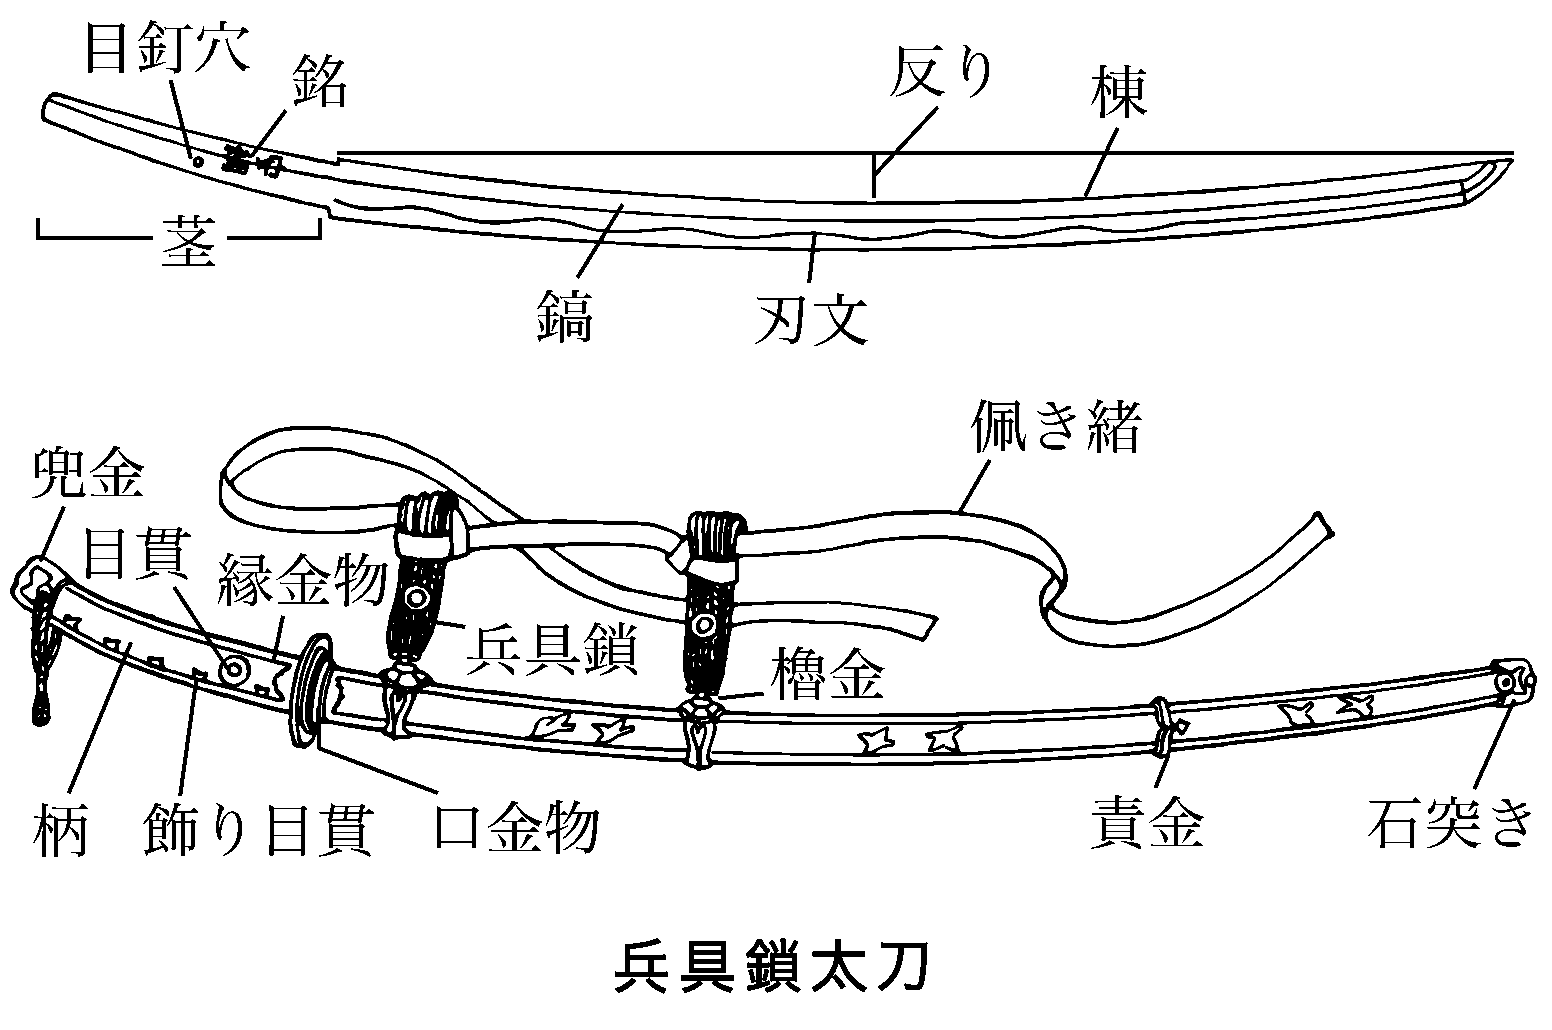 目釘穴
銘
反り
棟
茎
鎬
刃文
佩き緒
兜金
目貫
縁金物
兵具鎖
櫓金
柄
飾り目貫
口金物
責金
石突き
兵具鎖太刀